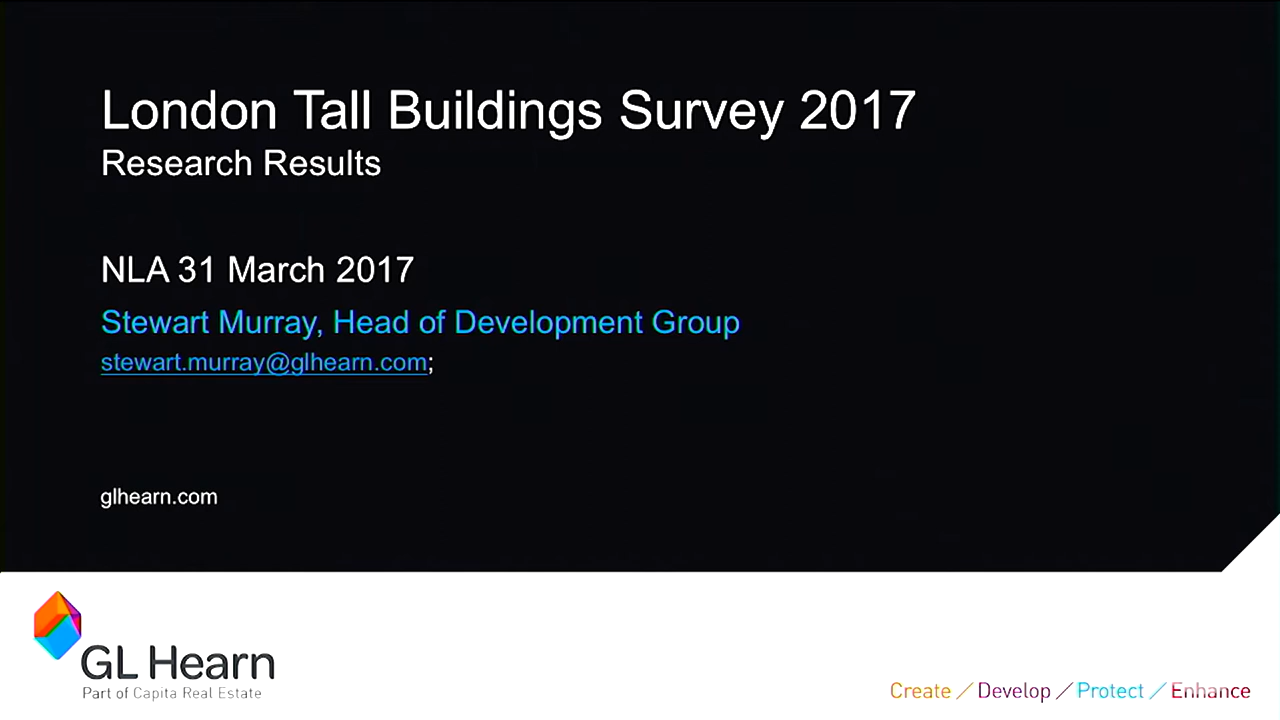 London Tall Buildings Survey 2017
Research Results
NLA 31 March 2017
Stewart Murray, Head of Development Group
stewart.murray@glhearn.com;
glhearn.com
GL Hearn
Part of Capita Real Estate
Create / Develop / Protect / Enhance